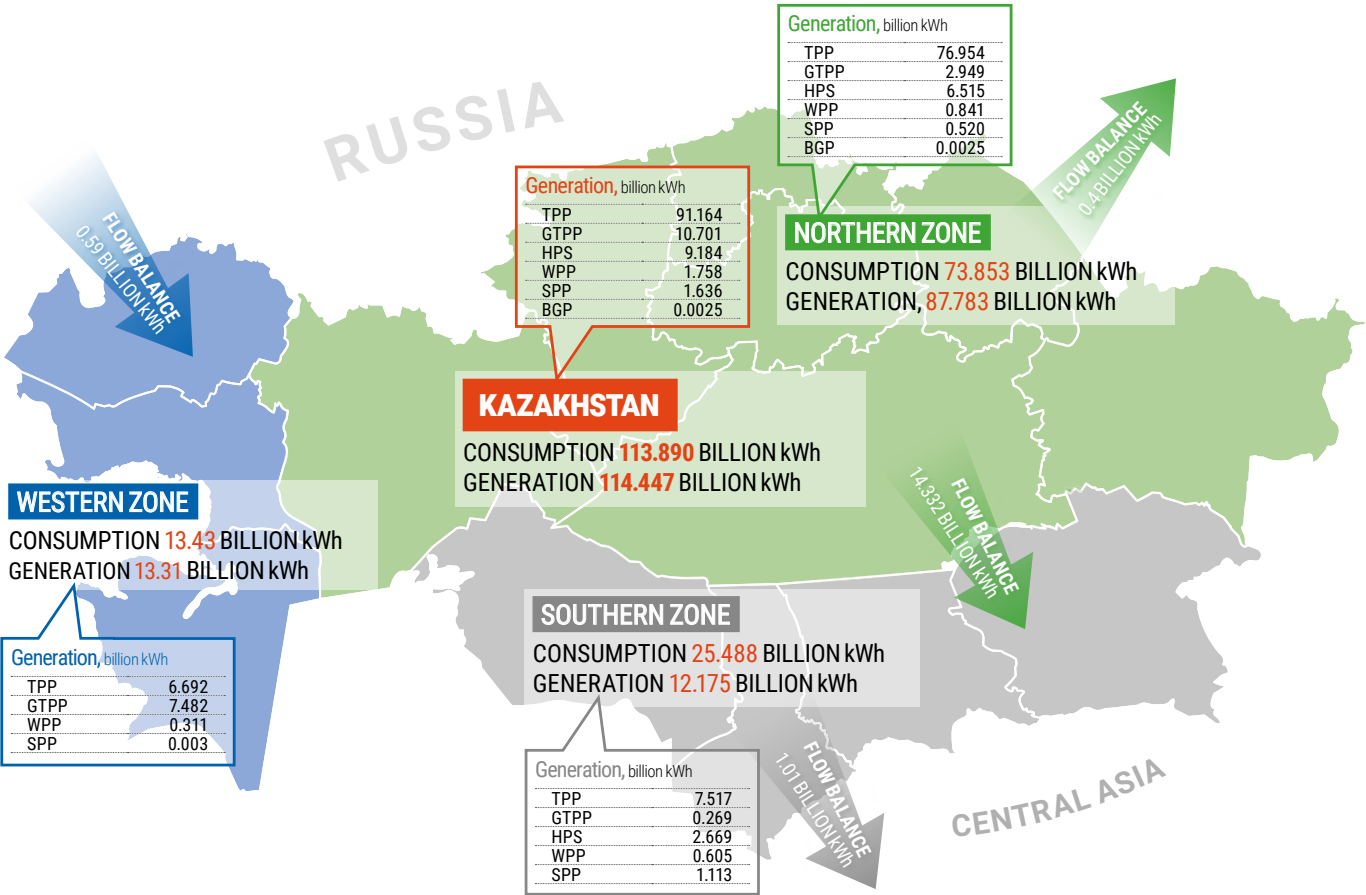 Generation, billion kWh
TPP 76.954
GTPP 2.949
HPS 6.515
WPP 0.841
SPP 0.520
BGP 0.0025
RUSSIA
FLOW BALANCE
0.4 BILLION kWh
Generation, billion kWh
TPP 91.164
GTPP 10.701
HPS 9.184
WPP 1.758
SPP 1.636
BGP 0.0025
NORTHERN ZONE
CONSUMPTION 73.853 BILLION kWh
GENERATION, 87.783 BILLION kWh
FLOW BALANCE
0.59 BILLION kWh
KAZAKHSTAN
CONSUMPTION 113.890 BILLION kWh
GENERATION 114.447 BILLION kWh
WESTERN ZONE
CONSUMPTION 13.43 BILLION kWh
GENERATION 13.31 BILLION kWh
FLOW BALANCE
14.332 BILLION kWh
SOUTHERN ZONE
CONSUMPTION 25.488 BILLION kWh
GENERATION 12.175 BILLION kWh
Generation, billion kWh
TPP 6.692
GTPP 7.482
WPP 0.311
SPP 0.003
Generation, billion kWh
TPP 7.517
GTPP 0.269
HPS 2.669
WPP 0.605
SPP 1.113
FLOW BALANCE
1.01 BILLION kWh
CENTRAL ASIA